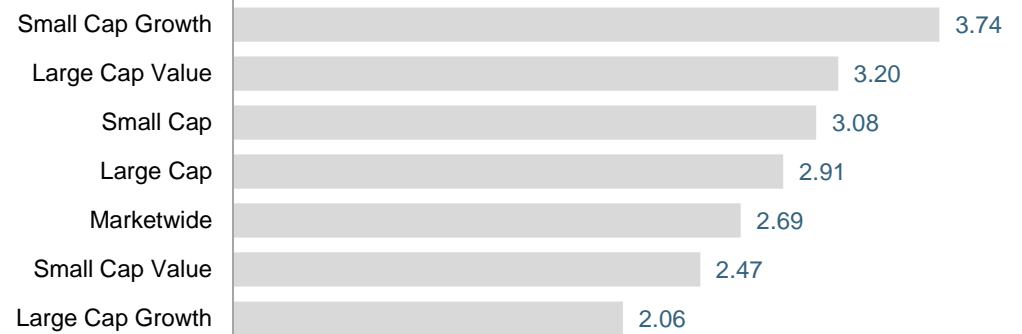 Small Cap Growth 3.74
Large Cap Value 3.20
Small Cap 3.08
Large Cap 2.91
Marketwide 2.69
Small Cap Value 2.47
Large Cap Growth 2.06